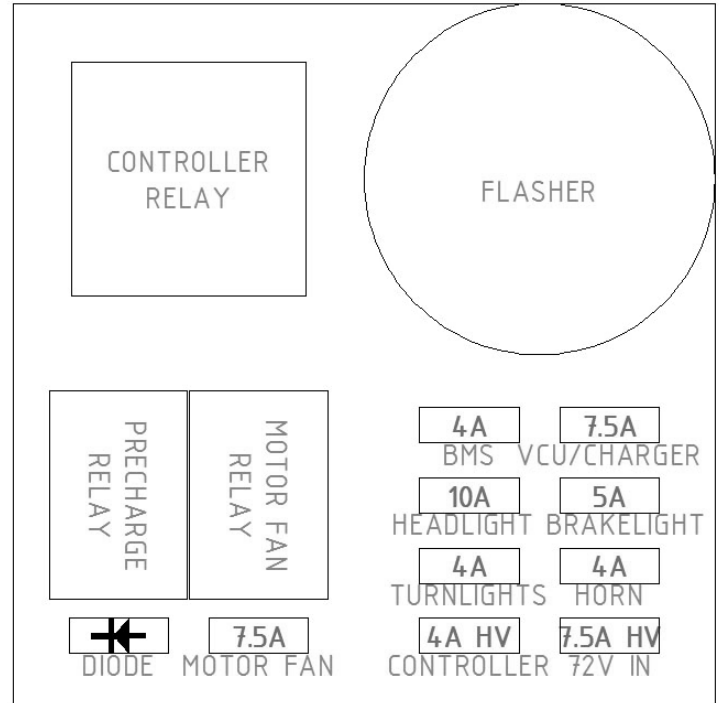 CONTROLLER
RELAY
FLASHER
PRECHARGE
RELAY
MOTOR FAN
RELAY
4A
BMS
7.5A
VCU/CHARGER
10A
HEADLIGHT
5A
BRAKELIGHT
4A
TURNLIGHTS
4A
HORN
DIODE
7.5A
MOTOR FAN
4A HV
CONTROLLER
7.5A HV
72V IN